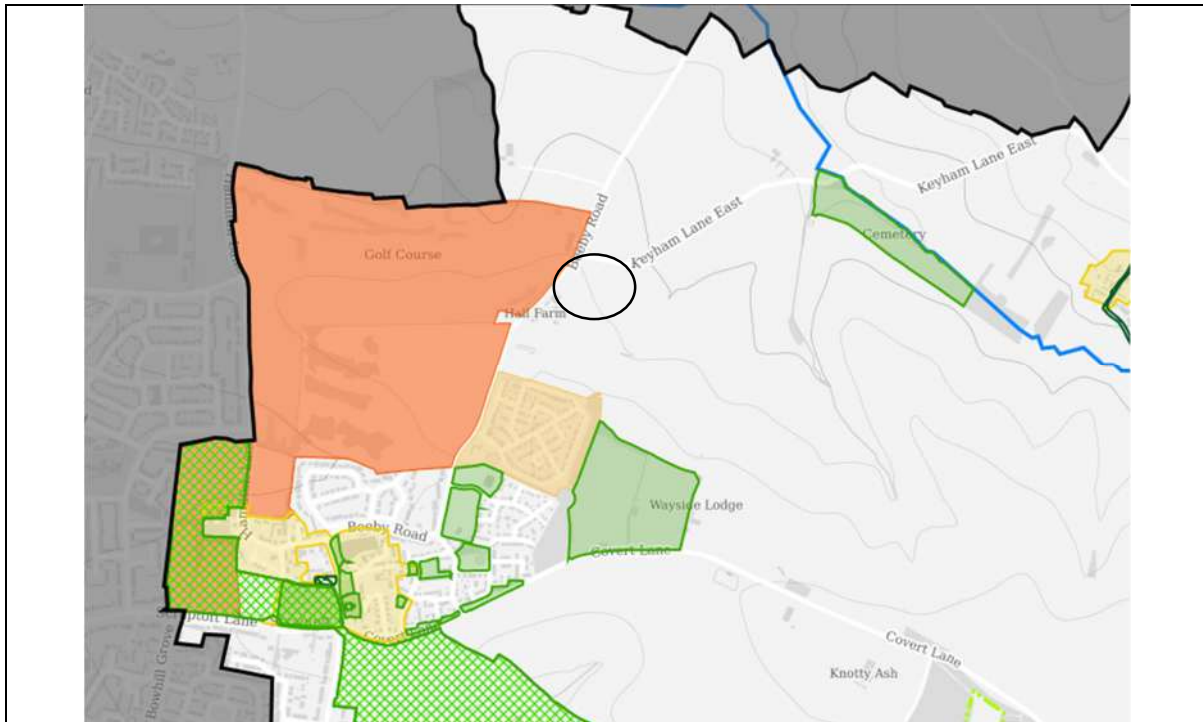 Keyham Lane East
Beeby Road
Keyham Lane East
Cemetery
Golf Course
Hall Farm
Wayside Lodge
Beeby Road
Covert Lane
Scraptoft Lane
Covert Lane
Knotty Ash
Bowhill Grove